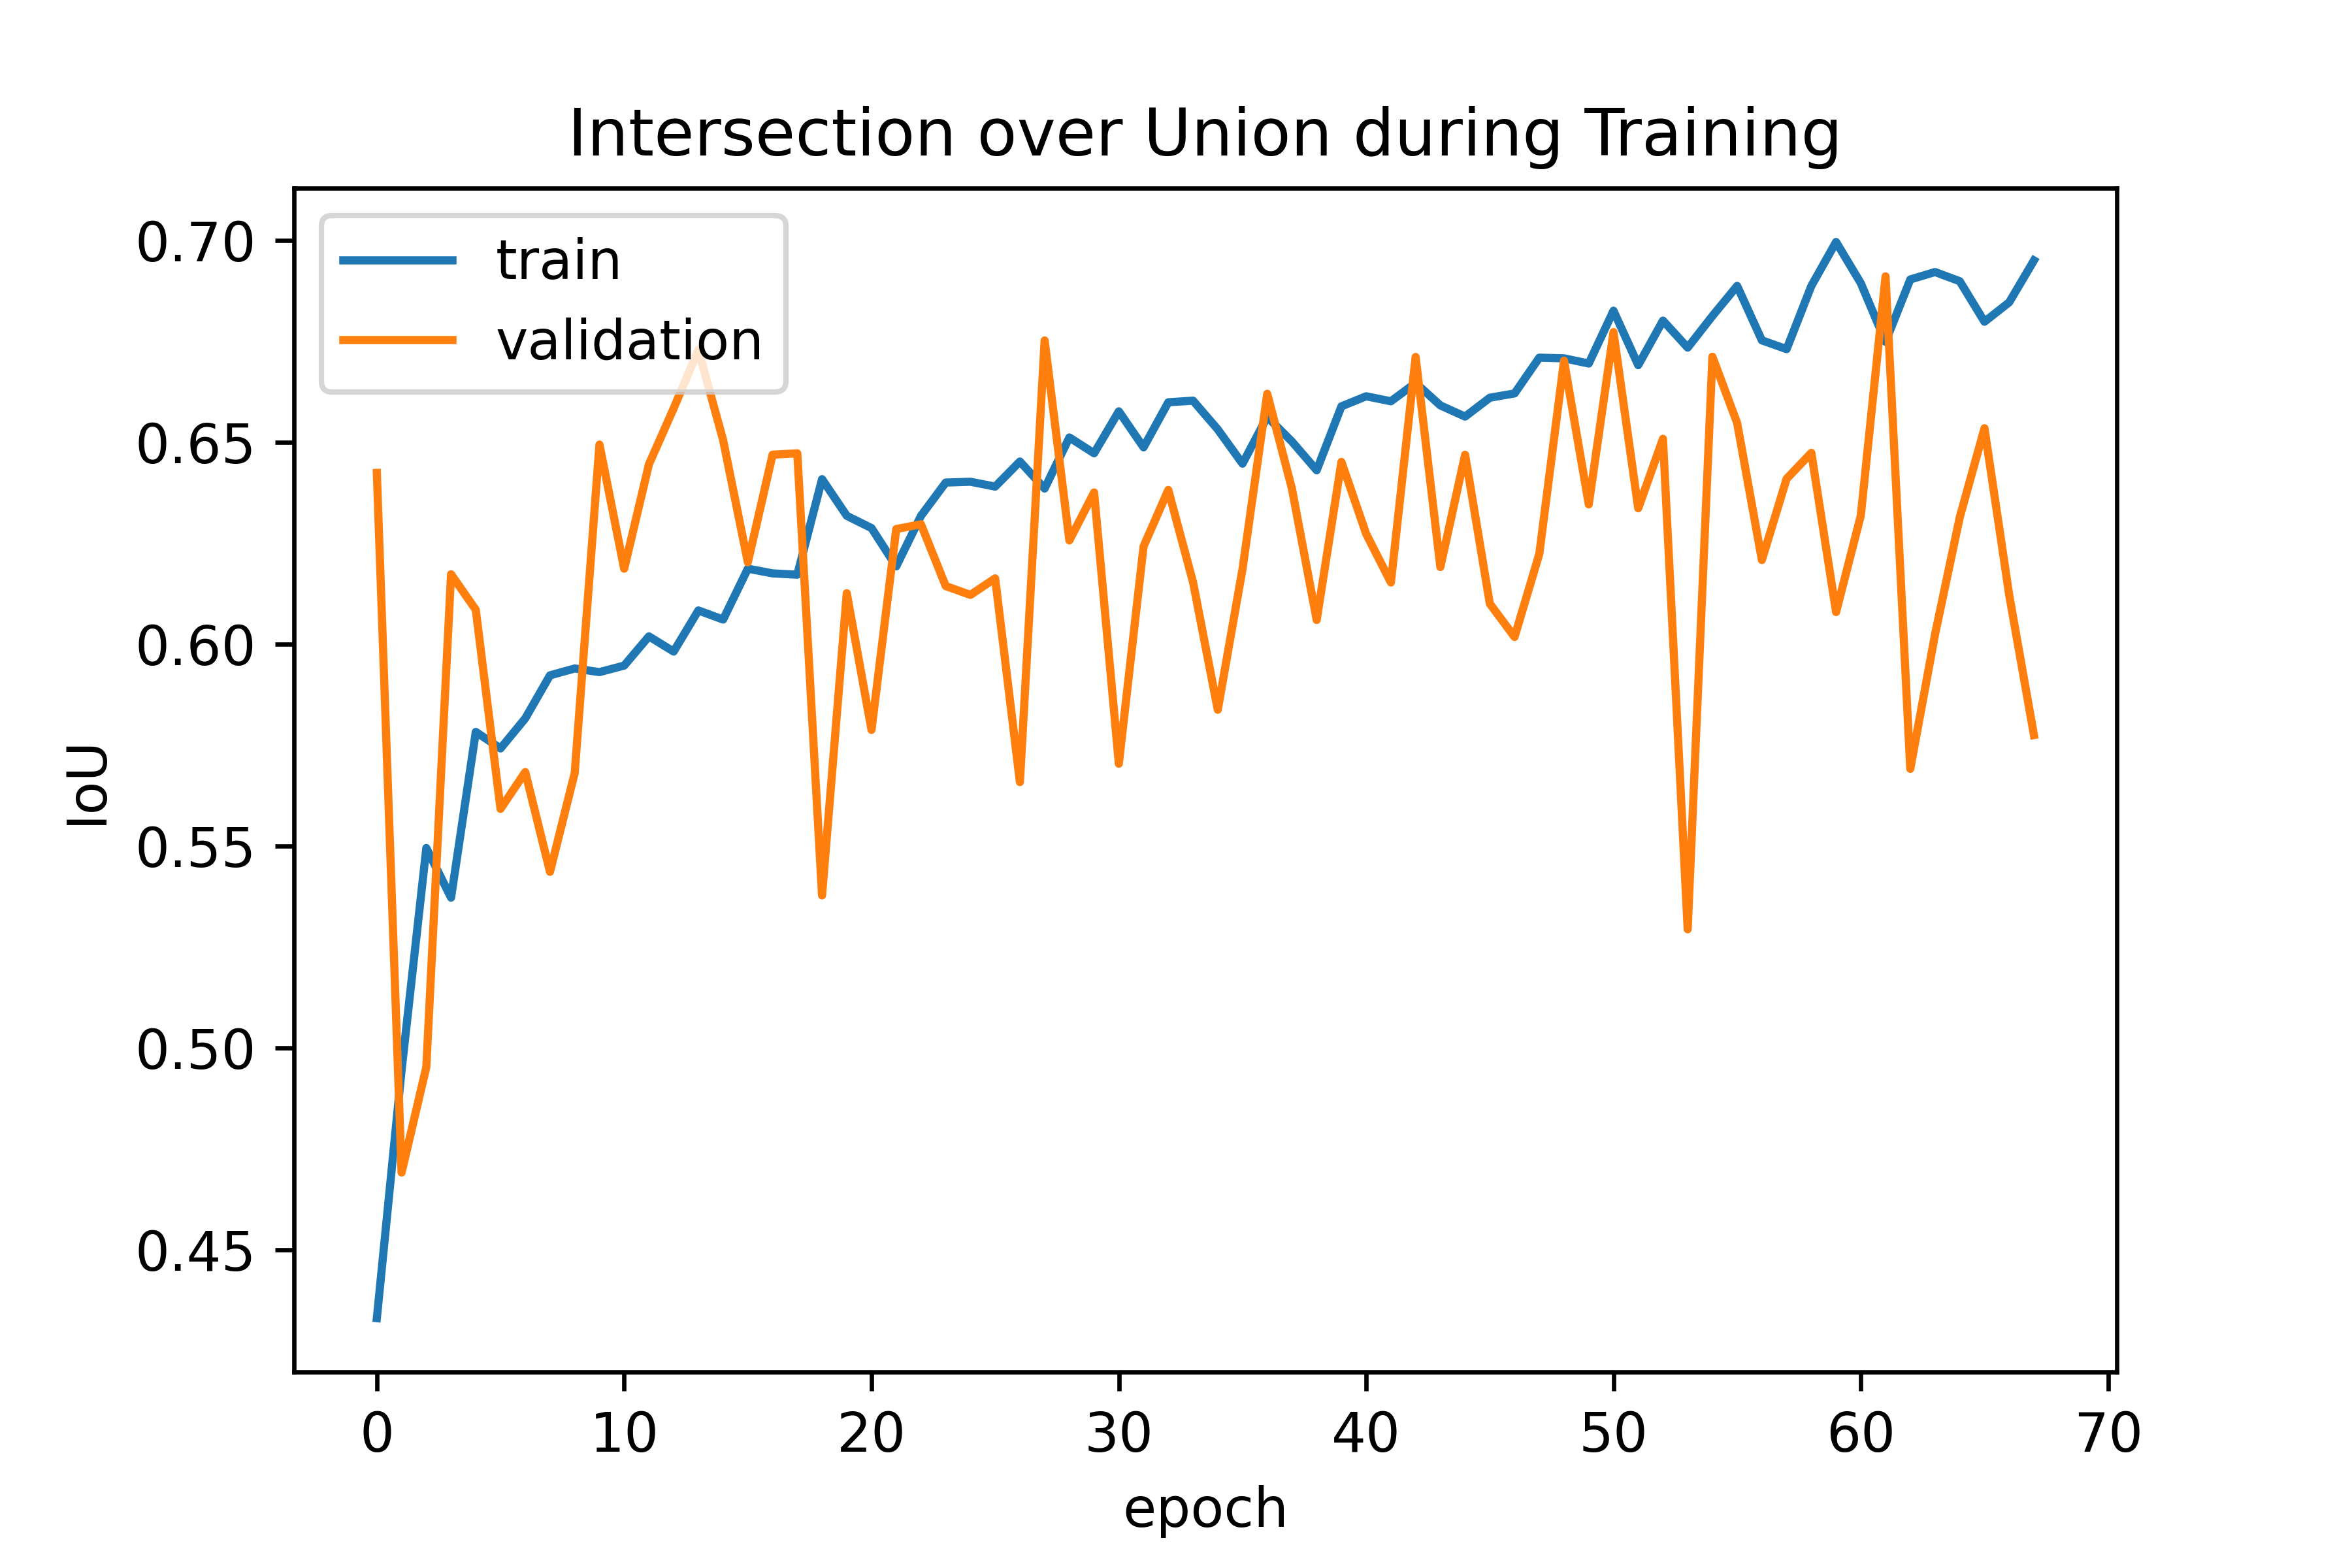 Intersection over Union during Training
train
validation
0.70
0.65
0.60
0.55
0.50
0.45
IoU
0 10 20 30 40 50 60 70
epoch